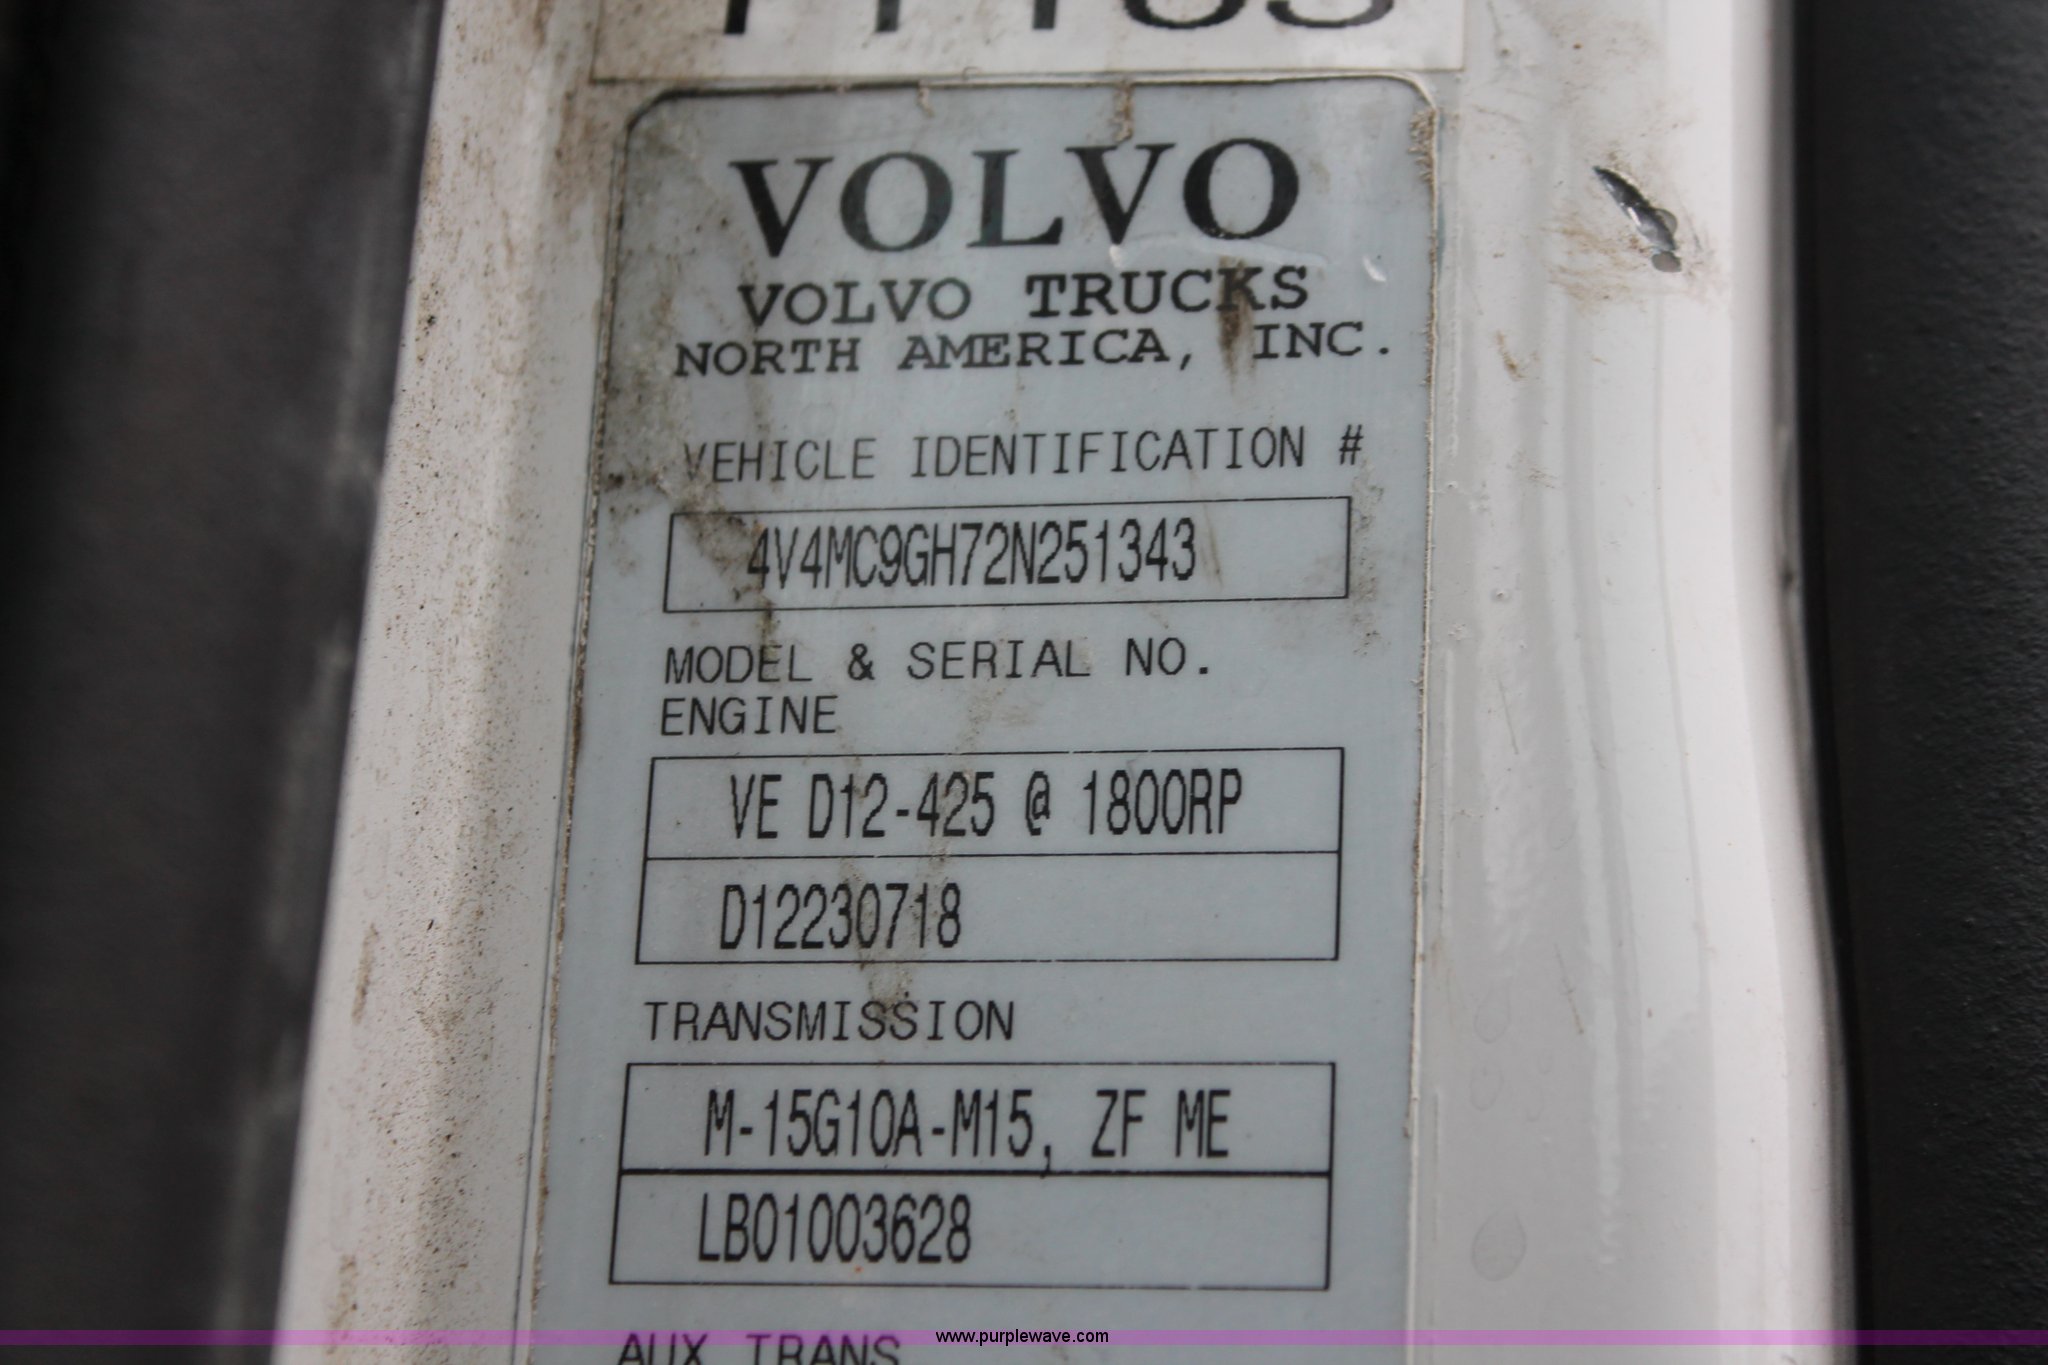 VOLVO
VOLVO TRUCKS
NORTH AMERICA, INC.
VEHICLE IDENTIFICATION #
4V4MC9GH72N251343
MODEL & SERIAL NO.
ENGINE
VE D12-425 @ 1800RP
D12230718
TRANSMISSION
M-15G10A-M15, ZF ME
LB01003628
AUX TRANS
www.purplewave.com